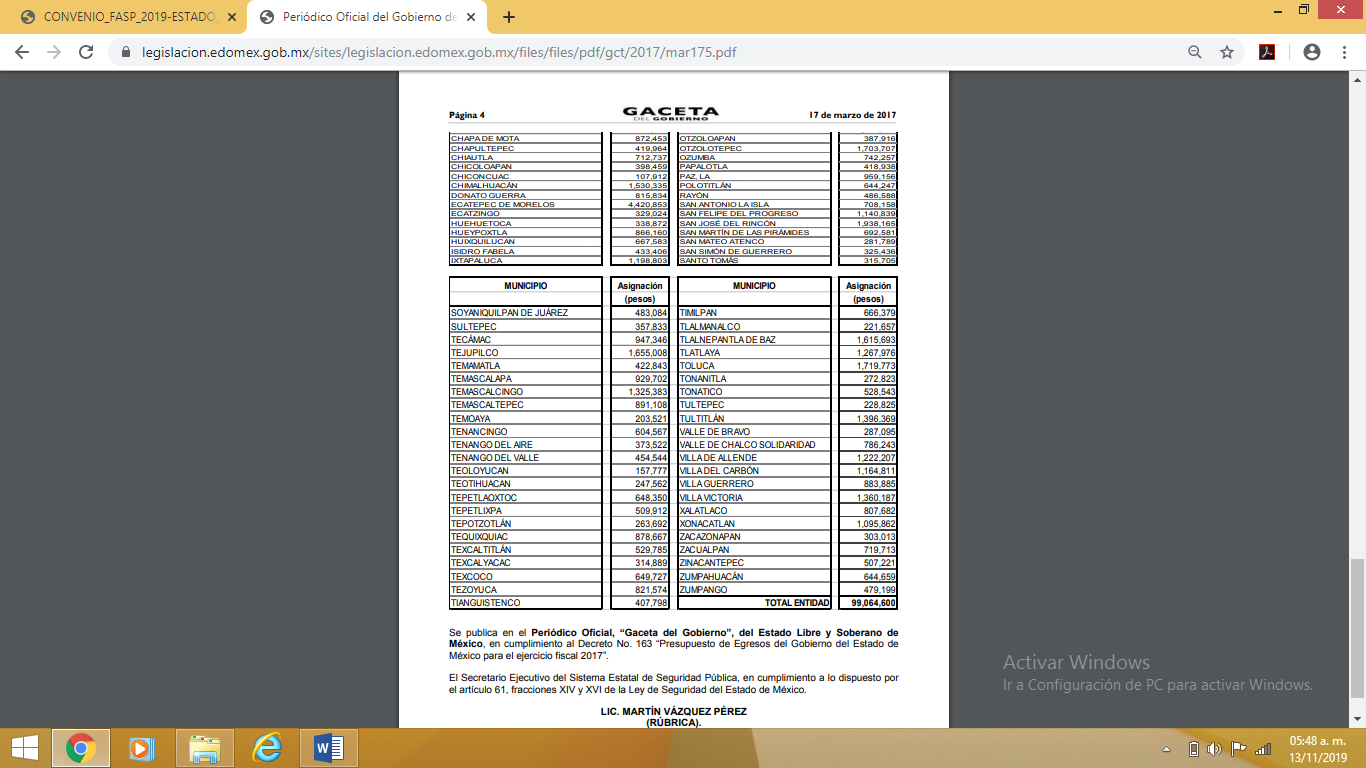 CONVENIO_FASP_2019-ESTADO_
Periódico Oficial del Gobierno de
legislacion.edomex.gob.mx/sites/legislacion.edomex.gob.mx/files/files/pdf/gct/2017/mar175.pdf
Página 4 GACETA DEL GOBIERNO 17 de marzo de 2017
CHAPA DE MOTA 872,453 OTZOLOAPAN 387,916
CHAPULTEPEC 419,964 OTZOLOTEPEC 1,703,707
CHIAUTLA 712,737 OZUMBA 742,257
CHICOLOAPAN 398,459 PAPALOTLA 418,938
CHICONCUAC 107,912 PAZ, LA 959,156
CHIMALHUACÁN 1,530,335 POLOTITLÁN 644,247
DONATO GUERRA 815,834 RAYÓN 486,588
ECATEPEC DE MORELOS 4,420,853 SAN ANTONIO LA ISLA 708,158
ECATZINGO 329,024 SAN FELIPE DEL PROGRESO 1,140,839
HUEHUETOCA 338,872 SAN JOSÉ DEL RINCÓN 1,938,165
HUEYPOXTLA 866,160 SAN MARTÍN DE LAS PIRÁMIDES 692,581
HUIXQUILUCAN 667,583 SAN MATEO ATENCO 281,789
ISIDRO FABELA 433,406 SAN SIMÓN DE GUERRERO 325,436
IXTAPALUCA 1,198,803 SANTO TOMÁS 315,705
MUNICIPIO Asignación MUNICIPIO Asignación
(pesos) (pesos)
SOYANIQUILPAN DE JUÁREZ 483,084 TIMILPAN 666,379
SULTEPEC 357,833 TLALMANALCO 221,657
TECÁMAC 947,346 TLALNEPANTLA DE BAZ 1,615,693
TEJUPILCO 1,655,008 TLATLAYA 1,267,976
TEMAMATLA 422,843 TOLUCA 1,719,773
TEMASCALAPA 929,702 TONANITLA 272,823
TEMASCALCINGO 1,325,383 TONATICO 528,543
TEMASCALTEPEC 891,108 TULTEPEC 228,825
TEMOAYA 203,521 TULTITLÁN 1,396,369
TENANCINGO 604,567 VALLE DE BRAVO 287,095
TENANGO DEL AIRE 373,522 VALLE DE CHALCO SOLIDARIDAD 786,243
TENANGO DEL VALLE 454,544 VILLA DE ALLENDE 1,222,207
TEOLOYUCAN 157,777 VILLA DEL CARBÓN 1,164,811
TEOTIHUACAN 247,562 VILLA GUERRERO 883,885
TEPETLAOXTOC 648,350 VILLA VICTORIA 1,360,187
TEPETLIXPA 509,912 XALATLACO 807,682
TEPOTZOTLÁN 263,692 XONACATLAN 1,095,862
TEQUIXQUIAC 878,667 ZACAZONAPAN 303,013
TEXCALTITLÁN 529,785 ZACUALPAN 719,713
TEXCALYACAC 314,889 ZINACANTEPEC 507,221
TEXCOCO 649,727 ZUMPAHUACÁN 644,659
TEZOYUCA 821,574 ZUMPANGO 479,199
TIANGUISTENCO 407,798 TOTAL ENTIDAD 99,064,600
Se publica en el Periódico Oficial, “Gaceta del Gobierno”, del Estado Libre y Soberano de
México, en cumplimiento al Decreto No. 163 “Presupuesto de Egresos del Gobierno del Estado de
México para el ejercicio fiscal 2017”.
El Secretario Ejecutivo del Sistema Estatal de Seguridad Pública, en cumplimiento a lo dispuesto por
el artículo 61, fracciones XIV y XVI de la Ley de Seguridad del Estado de México.
LIC. MARTÍN VÁZQUEZ PÉREZ
(RÚBRICA).
Activar Windows
Ir a Configuración de PC para activar Windows.
05:48 a. m.
13/11/2019